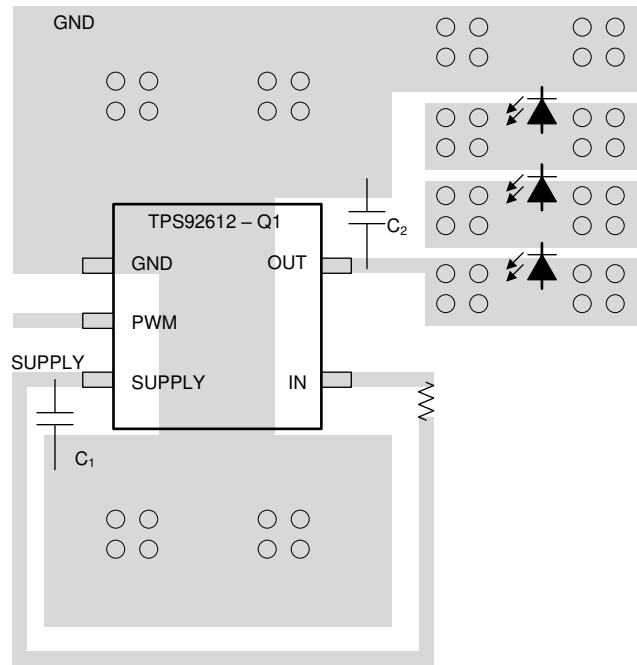 GND
TPS92612 – Q1
C₂
GND
OUT
PWM
SUPPLY
SUPPLY
IN
C₁